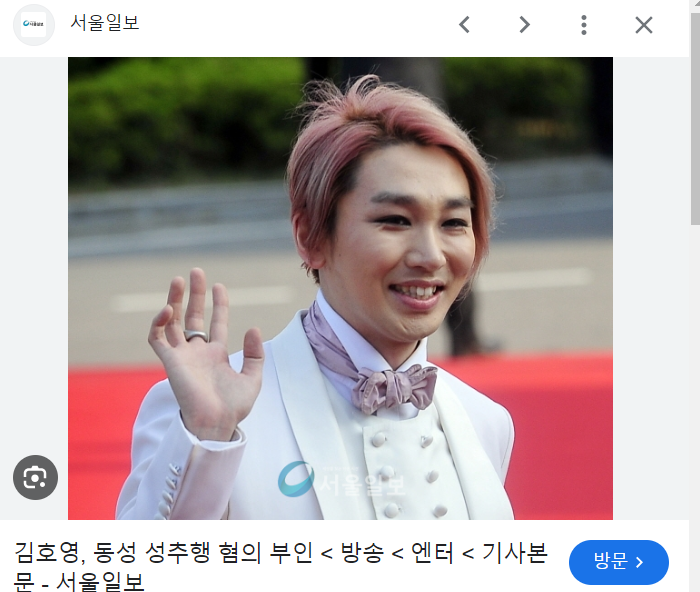 서울일보
서울일보
김호영, 동성 성추행 혐의 부인 < 방송 < 엔터 < 기사본
문 - 서울일보
방문